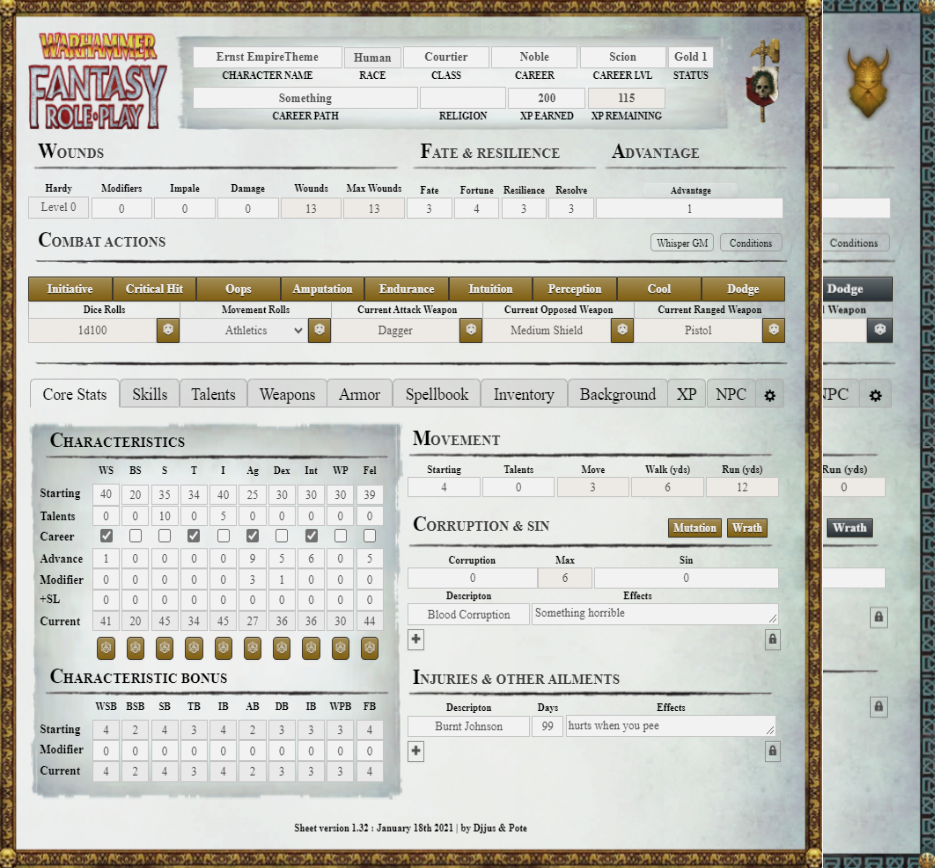 WARHAMMER
FANTASY
ROLE-PLAY
Ernst EmpireTheme Human Courtier Noble Scion Gold 1
CHARACTER NAME RACE CLASS CAREER CAREER LVL STATUS
Something 200 115
CAREER PATH RELIGION XP EARNED XP REMAINING
WOUNDS FATE & RESILIENCE ADVANTAGE
Hardy Modifiers Impale Damage Wounds Max Wounds Fate Fortune Resilience Resolve Advantage
Level 0 0 0 0 13 13 3 4 3 3 1
COMBAT ACTIONS Whisper GM Conditions Conditions
Initiative Critical Hit Oops Amputation Endurance Intuition Perception Cool Dodge Dodge
Dice Rolls Movement Rolls Current Attack Weapon Current Opposed Weapon Current Ranged Weapon d Weapon
1d100 Athletics Dagger Medium Shield Pistol
Core Stats Skills Talents Weapons Armor Spellbook Inventory Background XP NPC NPC
CHARACTERISTICS
WS BS S T I Ag Dex Int WP Fel
Starting 40 20 35 34 40 25 30 30 30 39
Talents 0 0 10 0 5 0 0 0 0 0
Career
Advance 1 0 0 0 0 9 5 6 0 5
Modifier 0 0 0 0 0 3 1 0 0 0
+SL 0 0 0 0 0 0 0 0 0 0
Current 41 20 45 34 45 27 36 36 30 44
CHARACTERISTIC BONUS
WSB BSB SB TB IB AB DB IB WPB FB
Starting 4 2 4 3 4 2 3 3 3 4
Modifier 0 0 0 0 0 0 0 0 0 0
Current 4 2 4 3 4 2 3 3 3 4
MOVEMENT
Starting Talents Move Walk (yds) Run (yds) Run (yds)
4 0 3 6 12 0
CORRUPTION & SIN Mutation Wrath Wrath
Corruption Max Sin
0 6 0
Descripton Effects
Blood Corruption Something horrible
INJURIES & OTHER AILMENTS
Descripton Days Effects
Burnt Johnson 99 hurts when you pee
Sheet version 1.32 : January 18th 2021 | by Djjus & Pote